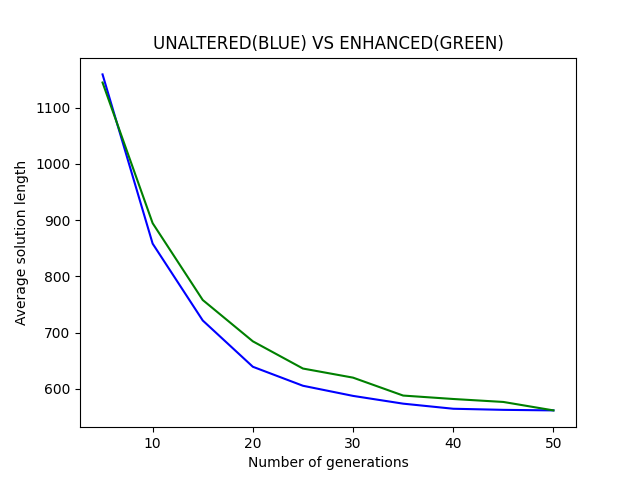 UNALTERED(BLUE) VS ENHANCED(GREEN)
1100
1000
900
800
700
600
Average solution length
10 20 30 40 50
Number of generations